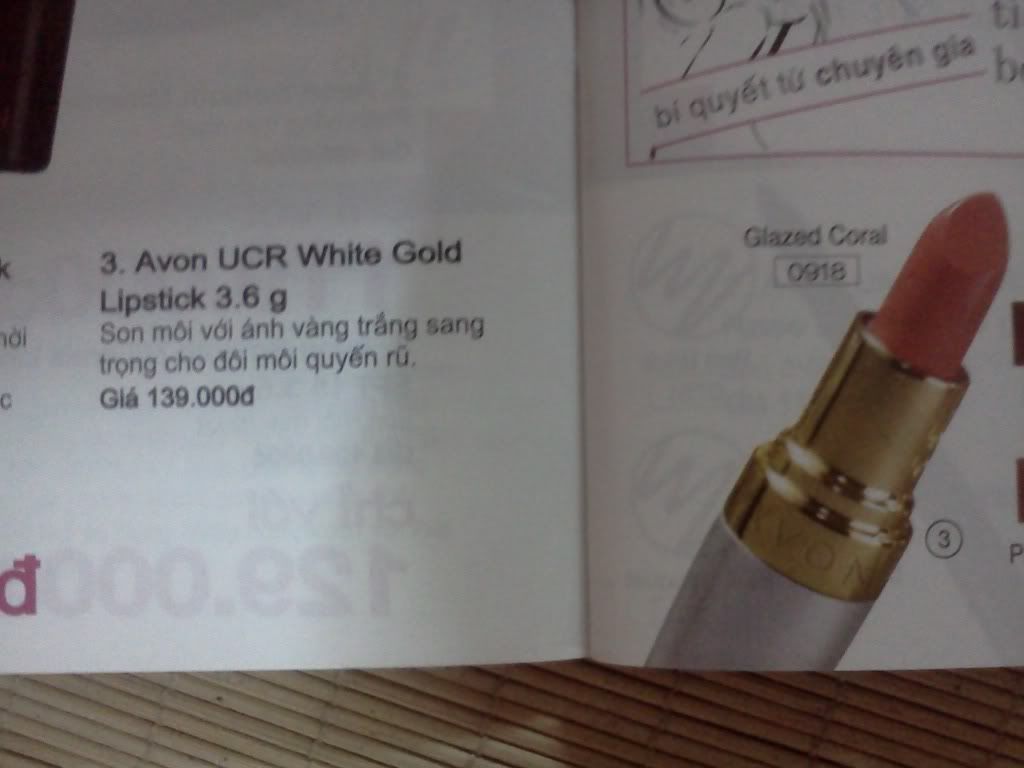 3. Avon UCR White Gold
Lipstick 3.6 g
Son môi với ánh vàng trắng sang
trọng cho đôi môi quyến rũ.
Giá 139.000đ
k
c
đ
bí quyết từ chuyên gia
Glazed Coral
0918
AVON
3
P